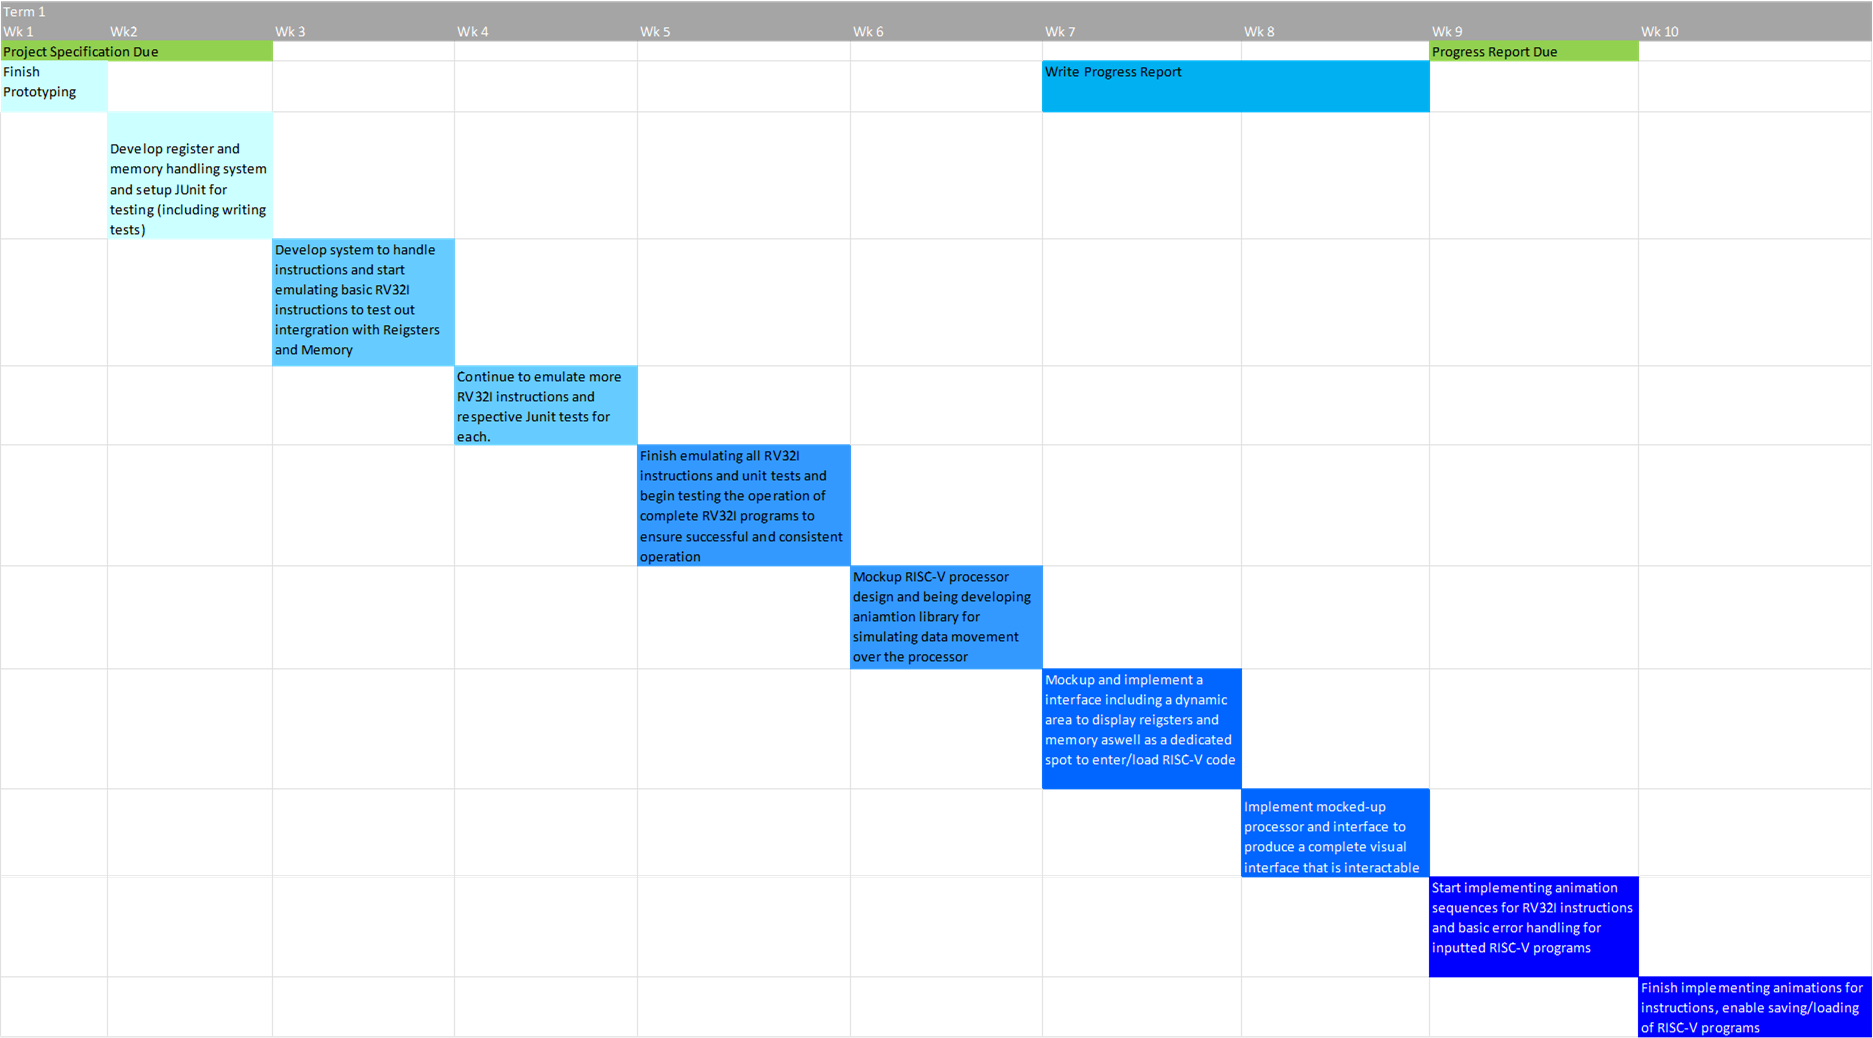 Term 1
Wk 1 Wk2 Wk 3 Wk 4 Wk 5 Wk 6 Wk 7 Wk 8 Wk 9 Wk 10
Project Specification Due
Progress Report Due
Finish
Prototyping
Write Progress Report
Develop register and
memory handling system
and setup JUnit for
testing (including writing
tests)
Develop system to handle
instructions and start
emulating basic RV32I
instructions to test out
intergration with Reigsters
and Memory
Continue to emulate more
RV32I instructions and
respective Junit tests for
each.
Finish emulating all RV32I
instructions and unit tests and
begin testing the operation of
complete RV32I programs to
ensure successful and consistent
operation
Mockup RISC-V processor
design and being developing
aniamtion library for
simulating data movement
over the processor
Mockup and implement a
interface including a dynamic
area to display reigsters and
memory aswell as a dedicated
spot to enter/load RISC-V code
Implement mocked-up
processor and interface to
produce a complete visual
interface that is interactable
Start implementing animation
sequences for RV32I instructions
and basic error handling for
inputted RISC-V programs
Finish implementing animations for
instructions, enable saving/loading
of RISC-V programs